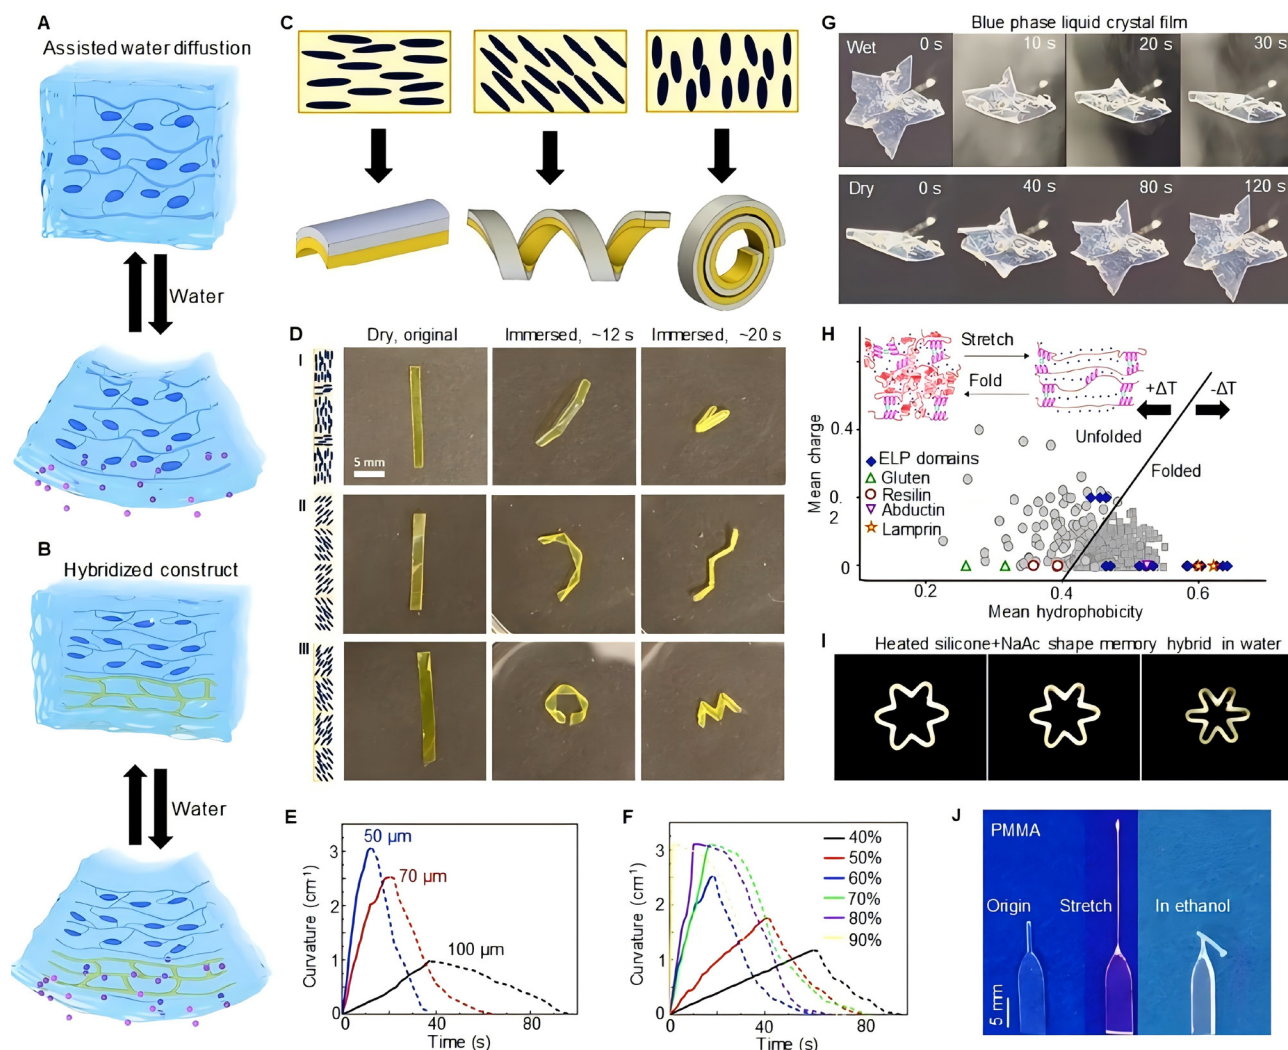 A
Assisted water diffustion
Water
B
Hybridized construct
Water
C
D
Dry, original
Immersed, ~12 s
Immersed, ~20 s
I
5 mm
II
III
E
50 µm
70 µm
100 µm
Curvature (cm-1)
3
2
1
0
0
40
80
Time (s)
F
40%
50%
60%
70%
80%
90%
Curvature (cm-1)
3
2
1
0
0
40
80
Time (s)
G
Blue phase liquid crystal film
Wet
0 s
10 s
20 s
30 s
Dry
0 s
40 s
80 s
120 s
H
Stretch
Fold
+ΔT
-ΔT
Unfolded
Folded
ELP domains
Gluten
Resilin
Abductin
Lamprin
Mean charge
0.4
0.
2
0
0.2
0.4
0.6
Mean hydrophobicity
I
Heated silicone+NaAc shape memory hybrid in water
J
PMMA
Origin
Stretch
In ethanol
5 mm